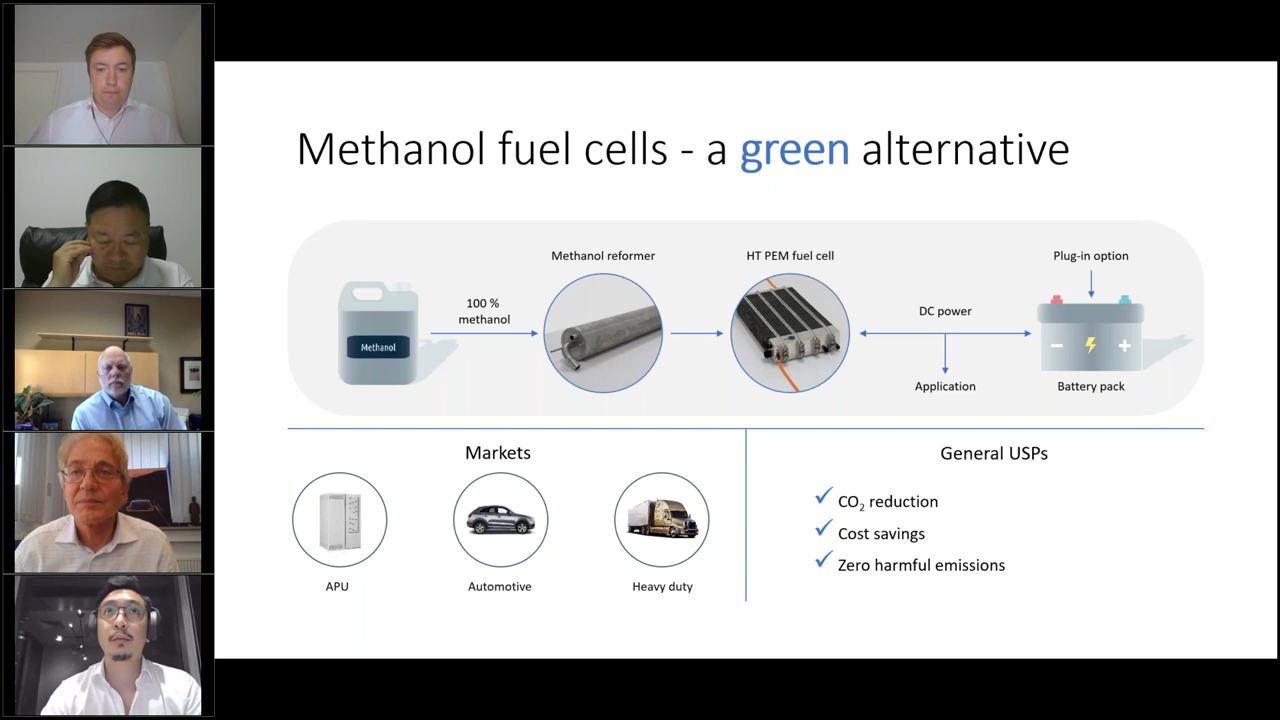 Methanol fuel cells - a green alternative
Methanol reformer
HT PEM fuel cell
Plug-in option
100 %
methanol
DC power
Methanol
Application
Battery pack
Markets
General USPs
CO₂ reduction
Cost savings
Zero harmful emissions
APU
Automotive
Heavy duty